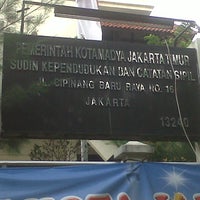 PEMERINTAH KOTAMADYA JAKARTA TIMUR
SUDIN KEPENDUDUKAN DAN CATATAN SIPIL
JL. CIPINANG BARU RAYA NO. 16
JAKARTA
13240